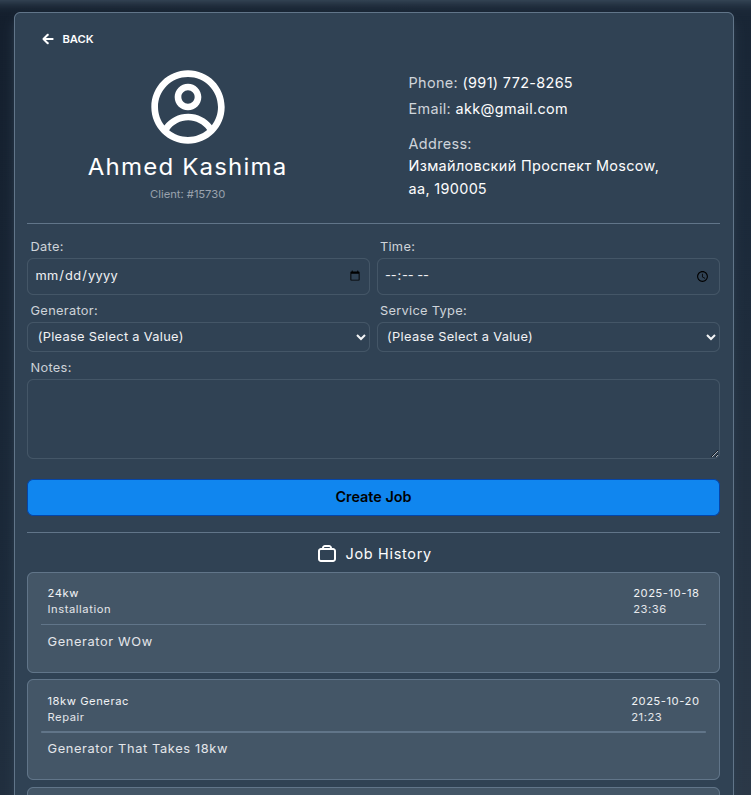 BACK
Ahmed Kashima
Client: #15730
Phone: (991) 772-8265
Email: akk@gmail.com
Address:
Измайловский Проспект Moscow,
aa, 190005
Date:
Time:
mm/dd/yyyy
--:-- --
Generator:
Service Type:
(Please Select a Value)
(Please Select a Value)
Notes:
Create Job
Job History
24kw
2025-10-18
Installation
23:36
Generator WOw
18kw Generac
2025-10-20
Repair
21:23
Generator That Takes 18kw